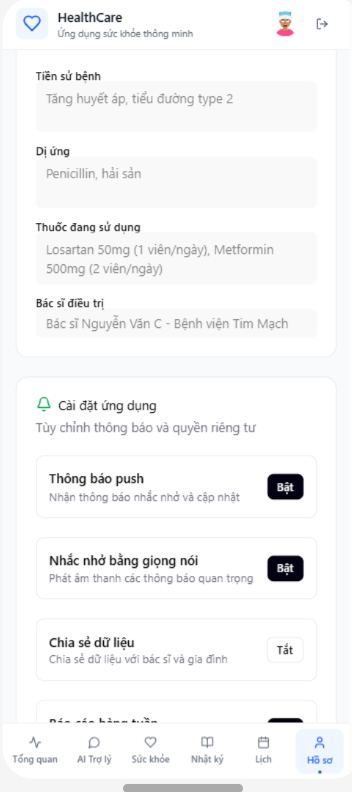 HealthCare
Ứng dụng sức khỏe thông minh
Tiền sử bệnh
Tăng huyết áp, tiểu đường type 2
Dị ứng
Penicillin, hải sản
Thuốc đang sử dụng
Losartan 50mg (1 viên/ngày), Metformin
500mg (2 viên/ngày)
Bác sĩ điều trị
Bác sĩ Nguyễn Văn C - Bệnh viện Tim Mạch
Cài đặt ứng dụng
Tùy chỉnh thông báo và quyền riêng tư
Thông báo push
Nhận thông báo nhắc nhở và cập nhật
Bật
Nhắc nhở bằng giọng nói
Phát âm thanh các thông báo quan trọng
Bật
Chia sẻ dữ liệu
Chia sẻ dữ liệu với bác sĩ và gia đình
Tắt
Báo cáo hàng tuần
Tổng quan
AI Trợ lý
Sức khỏe
Nhật ký
Lịch
Hồ sơ